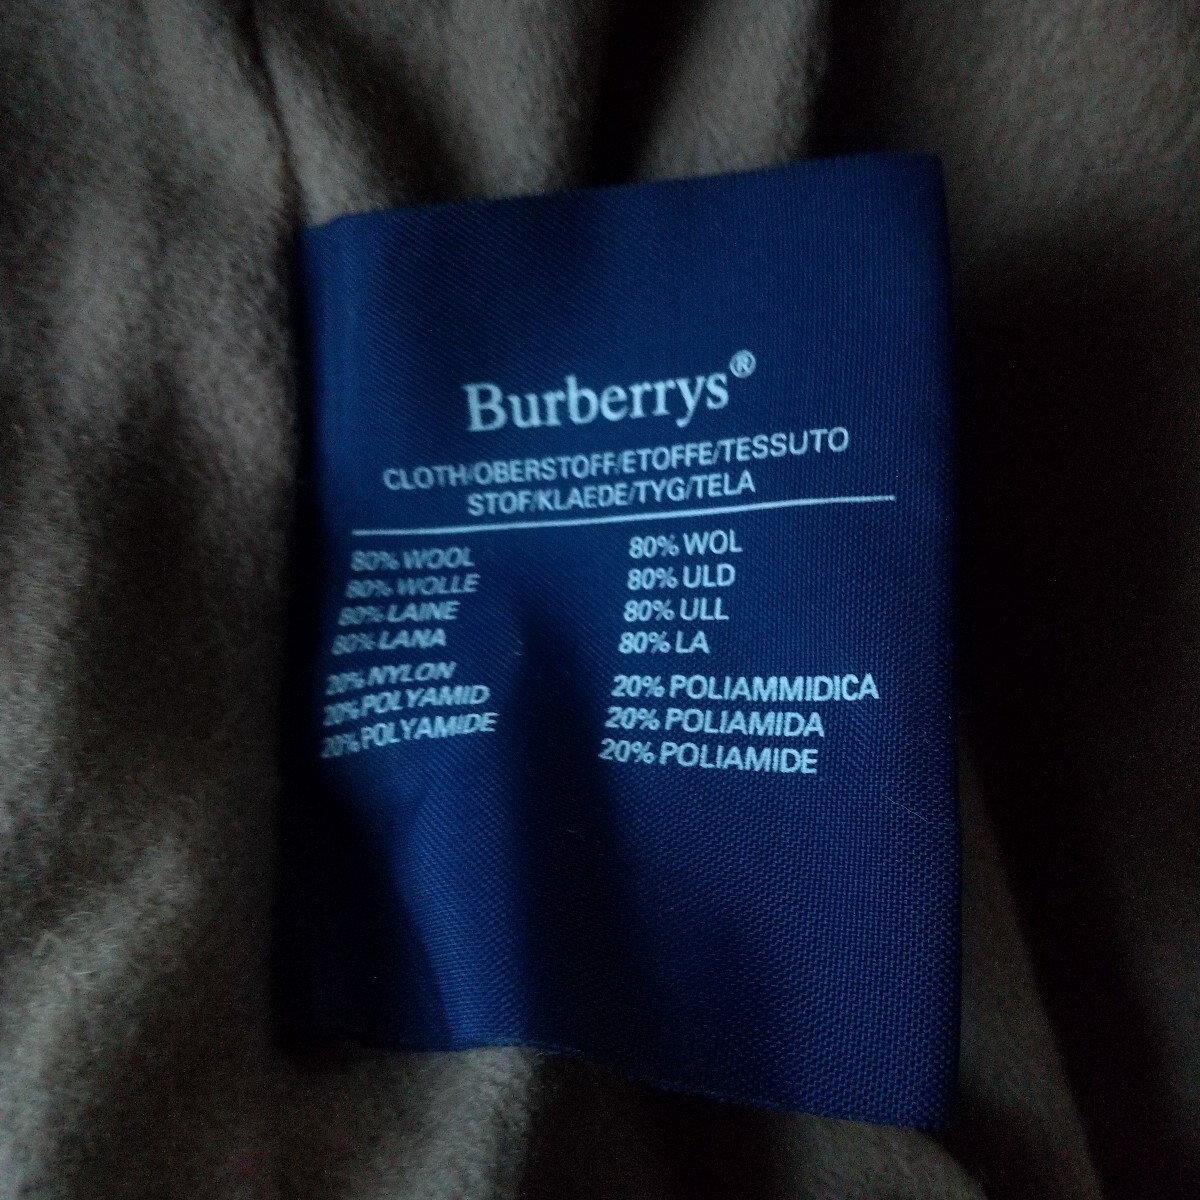 Burberrys®
CLOTH/OBERSTOFF/ETOFFE/TESSUTO
STOF/KLAEDE/TYG/TELA
80% WOOL
80% WOLLE
80% LAINE
80% LANA
20% NYLON
20% POLYAMID
20% POLYAMIDE
80% WOL
80% ULD
80% ULL
80% LA
20% POLIAMMIDICA
20% POLIAMIDA
20% POLIAMIDE